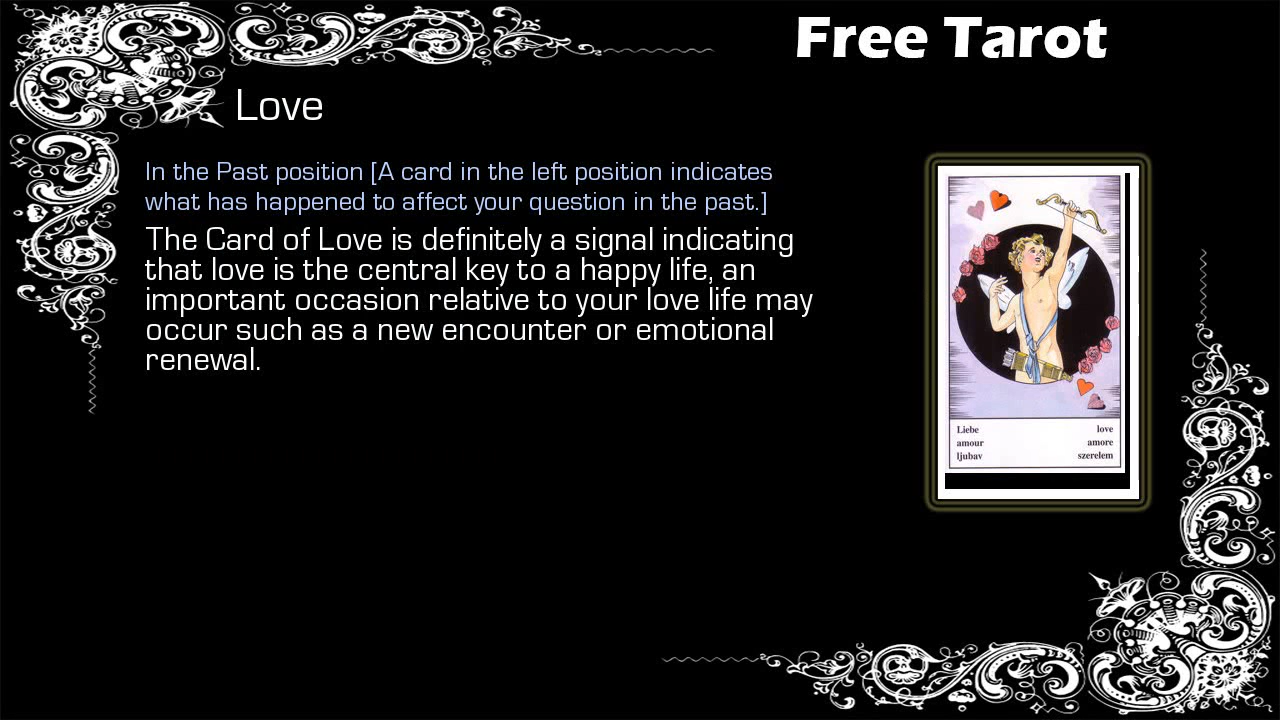 Free Tarot
Love
In the Past position [A card in the left position indicates
what has happened to affect your question in the past.]
The Card of Love is definitely a signal indicating
that love is the central key to a happy life, an
important occasion relative to your love life may
occur such as a new encounter or emotional
renewal.
Liebe love
amour amore
ljubav szerelem